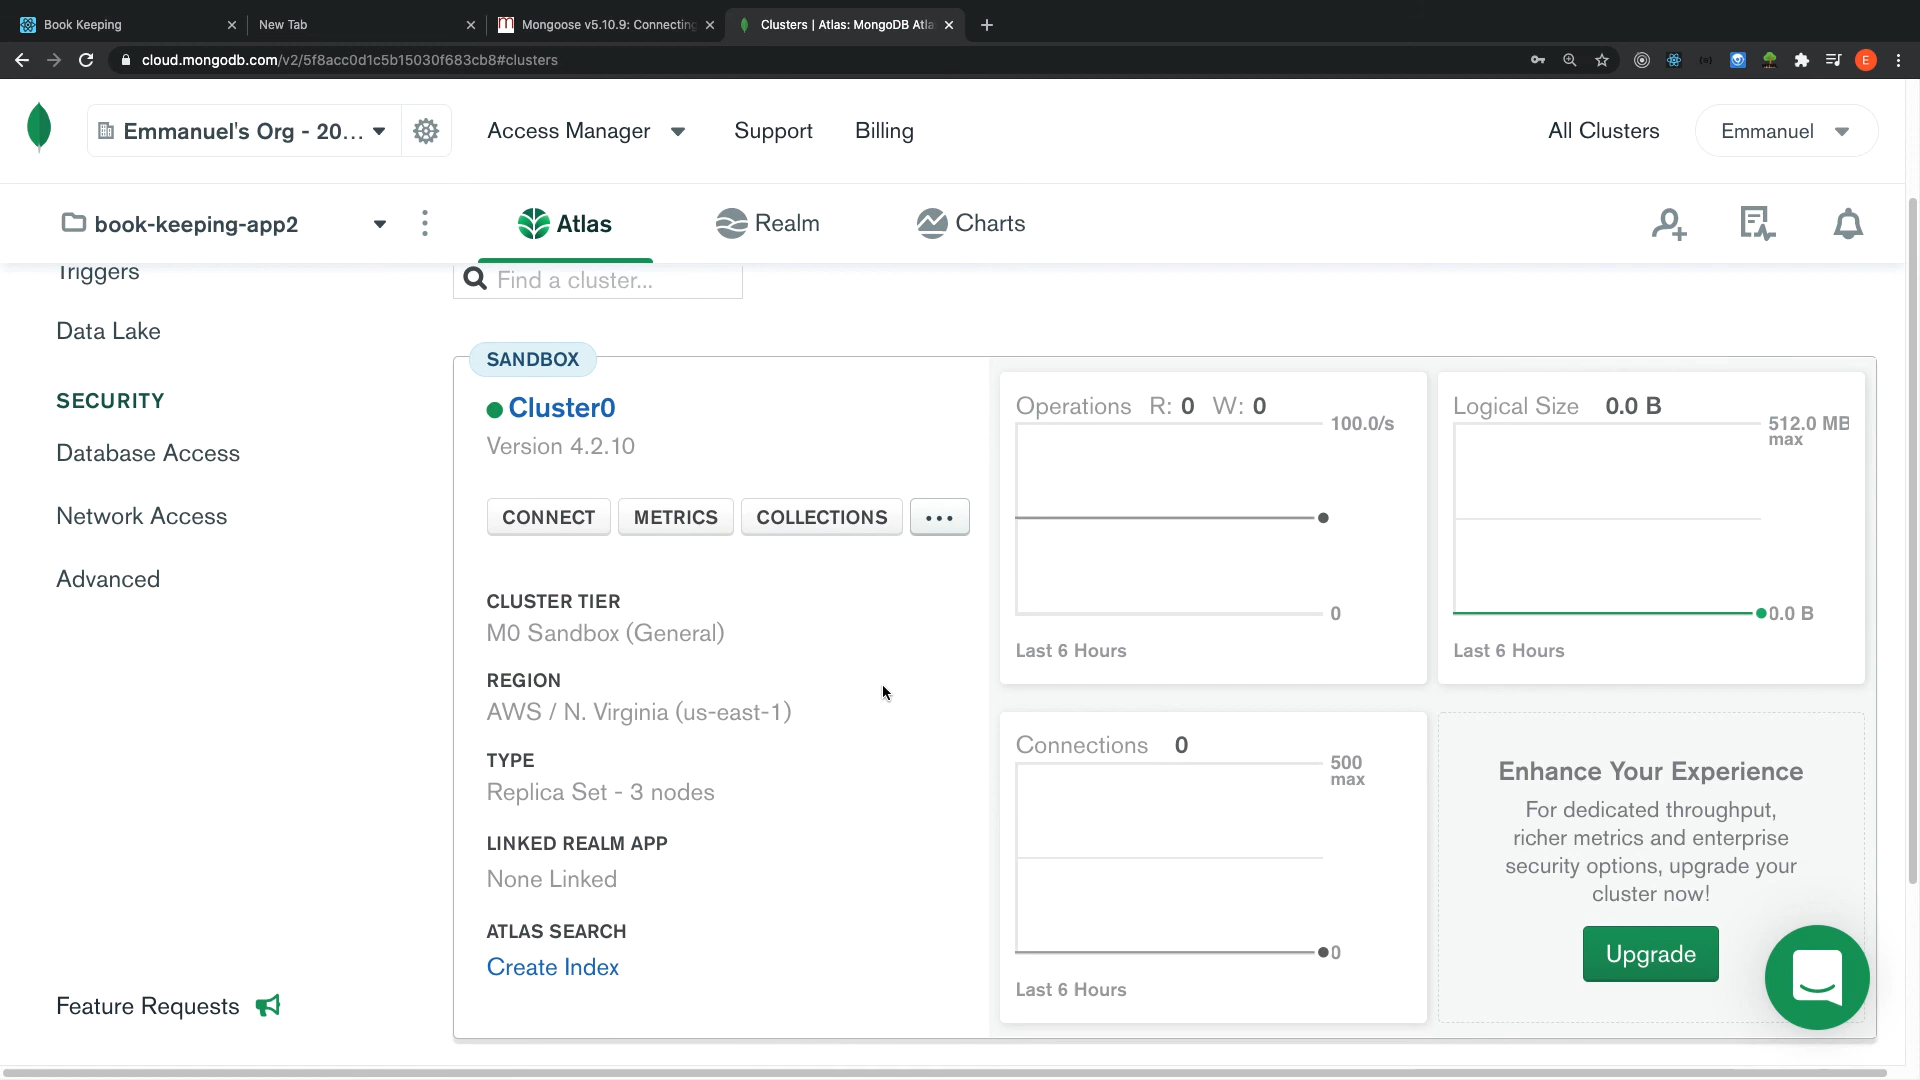 Book Keeping
New Tab
Mongoose v5.10.9: Connecting
Clusters | Atlas: MongoDB Atla
cloud.mongodb.com/v2/5f8acc0d1c5b15030f683cb8#clusters
E
Emmanuel's Org - 20...
Access Manager
Support
Billing
All Clusters
Emmanuel
book-keeping-app2
Atlas
Realm
Charts
Triggers
Find a cluster...
Data Lake
SECURITY
Database Access
Network Access
Advanced
Feature Requests
SANDBOX
Cluster0
Version 4.2.10
CONNECT
METRICS
COLLECTIONS
...
CLUSTER TIER
M0 Sandbox (General)
REGION
AWS / N. Virginia (us-east-1)
TYPE
Replica Set - 3 nodes
LINKED REALM APP
None Linked
ATLAS SEARCH
Create Index
Operations R: 0 W: 0
100.0/s
0
Last 6 Hours
Logical Size 0.0 B
512.0 MB
max
0.0 B
Last 6 Hours
Connections 0
500
max
0
Last 6 Hours
Enhance Your Experience
For dedicated throughput,
richer metrics and enterprise
security options, upgrade your
cluster now!
Upgrade